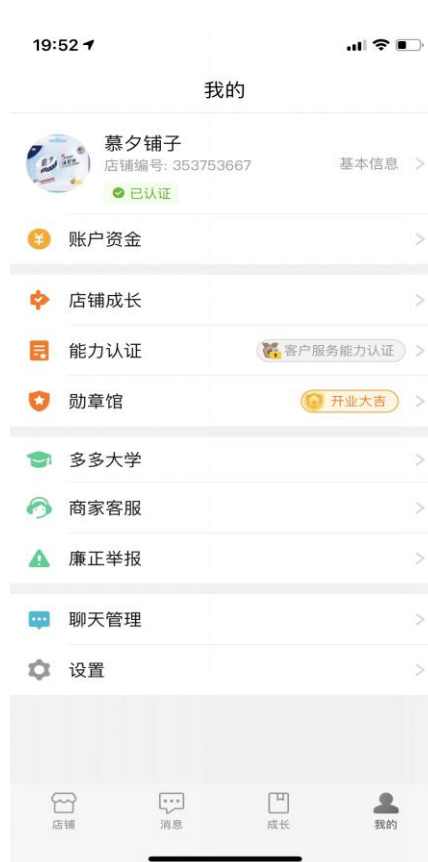 19:52
我的
慕夕铺子
店铺编号: 353753667
基本信息
已认证
账户资金
店铺成长
能力认证
客户服务能力认证
勋章馆
开业大吉
多多大学
商家客服
廉正举报
聊天管理
设置
店铺
消息
成长
我的